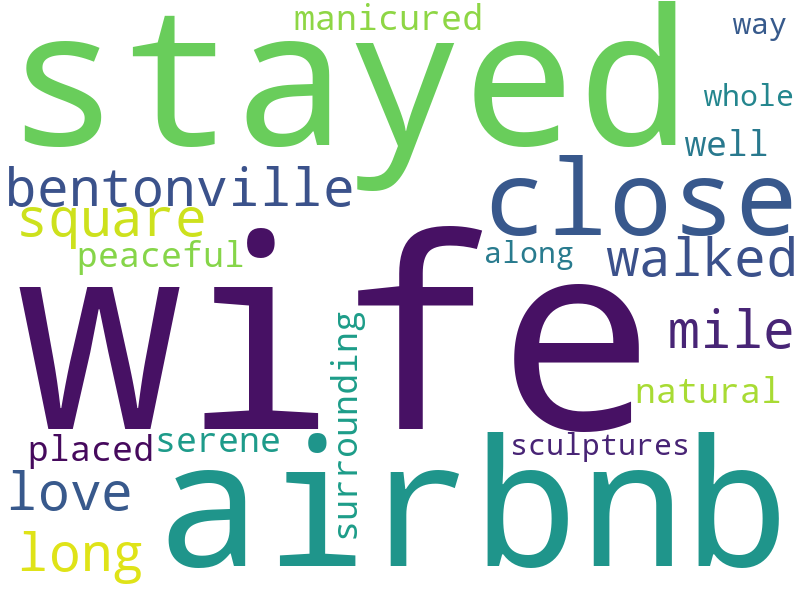 manicured
way
stayed
whole
well
bentonville
close
square
peaceful
along
walked
wife
surrounding
mile
natural
placed
serene
sculptures
love
airbnb
long